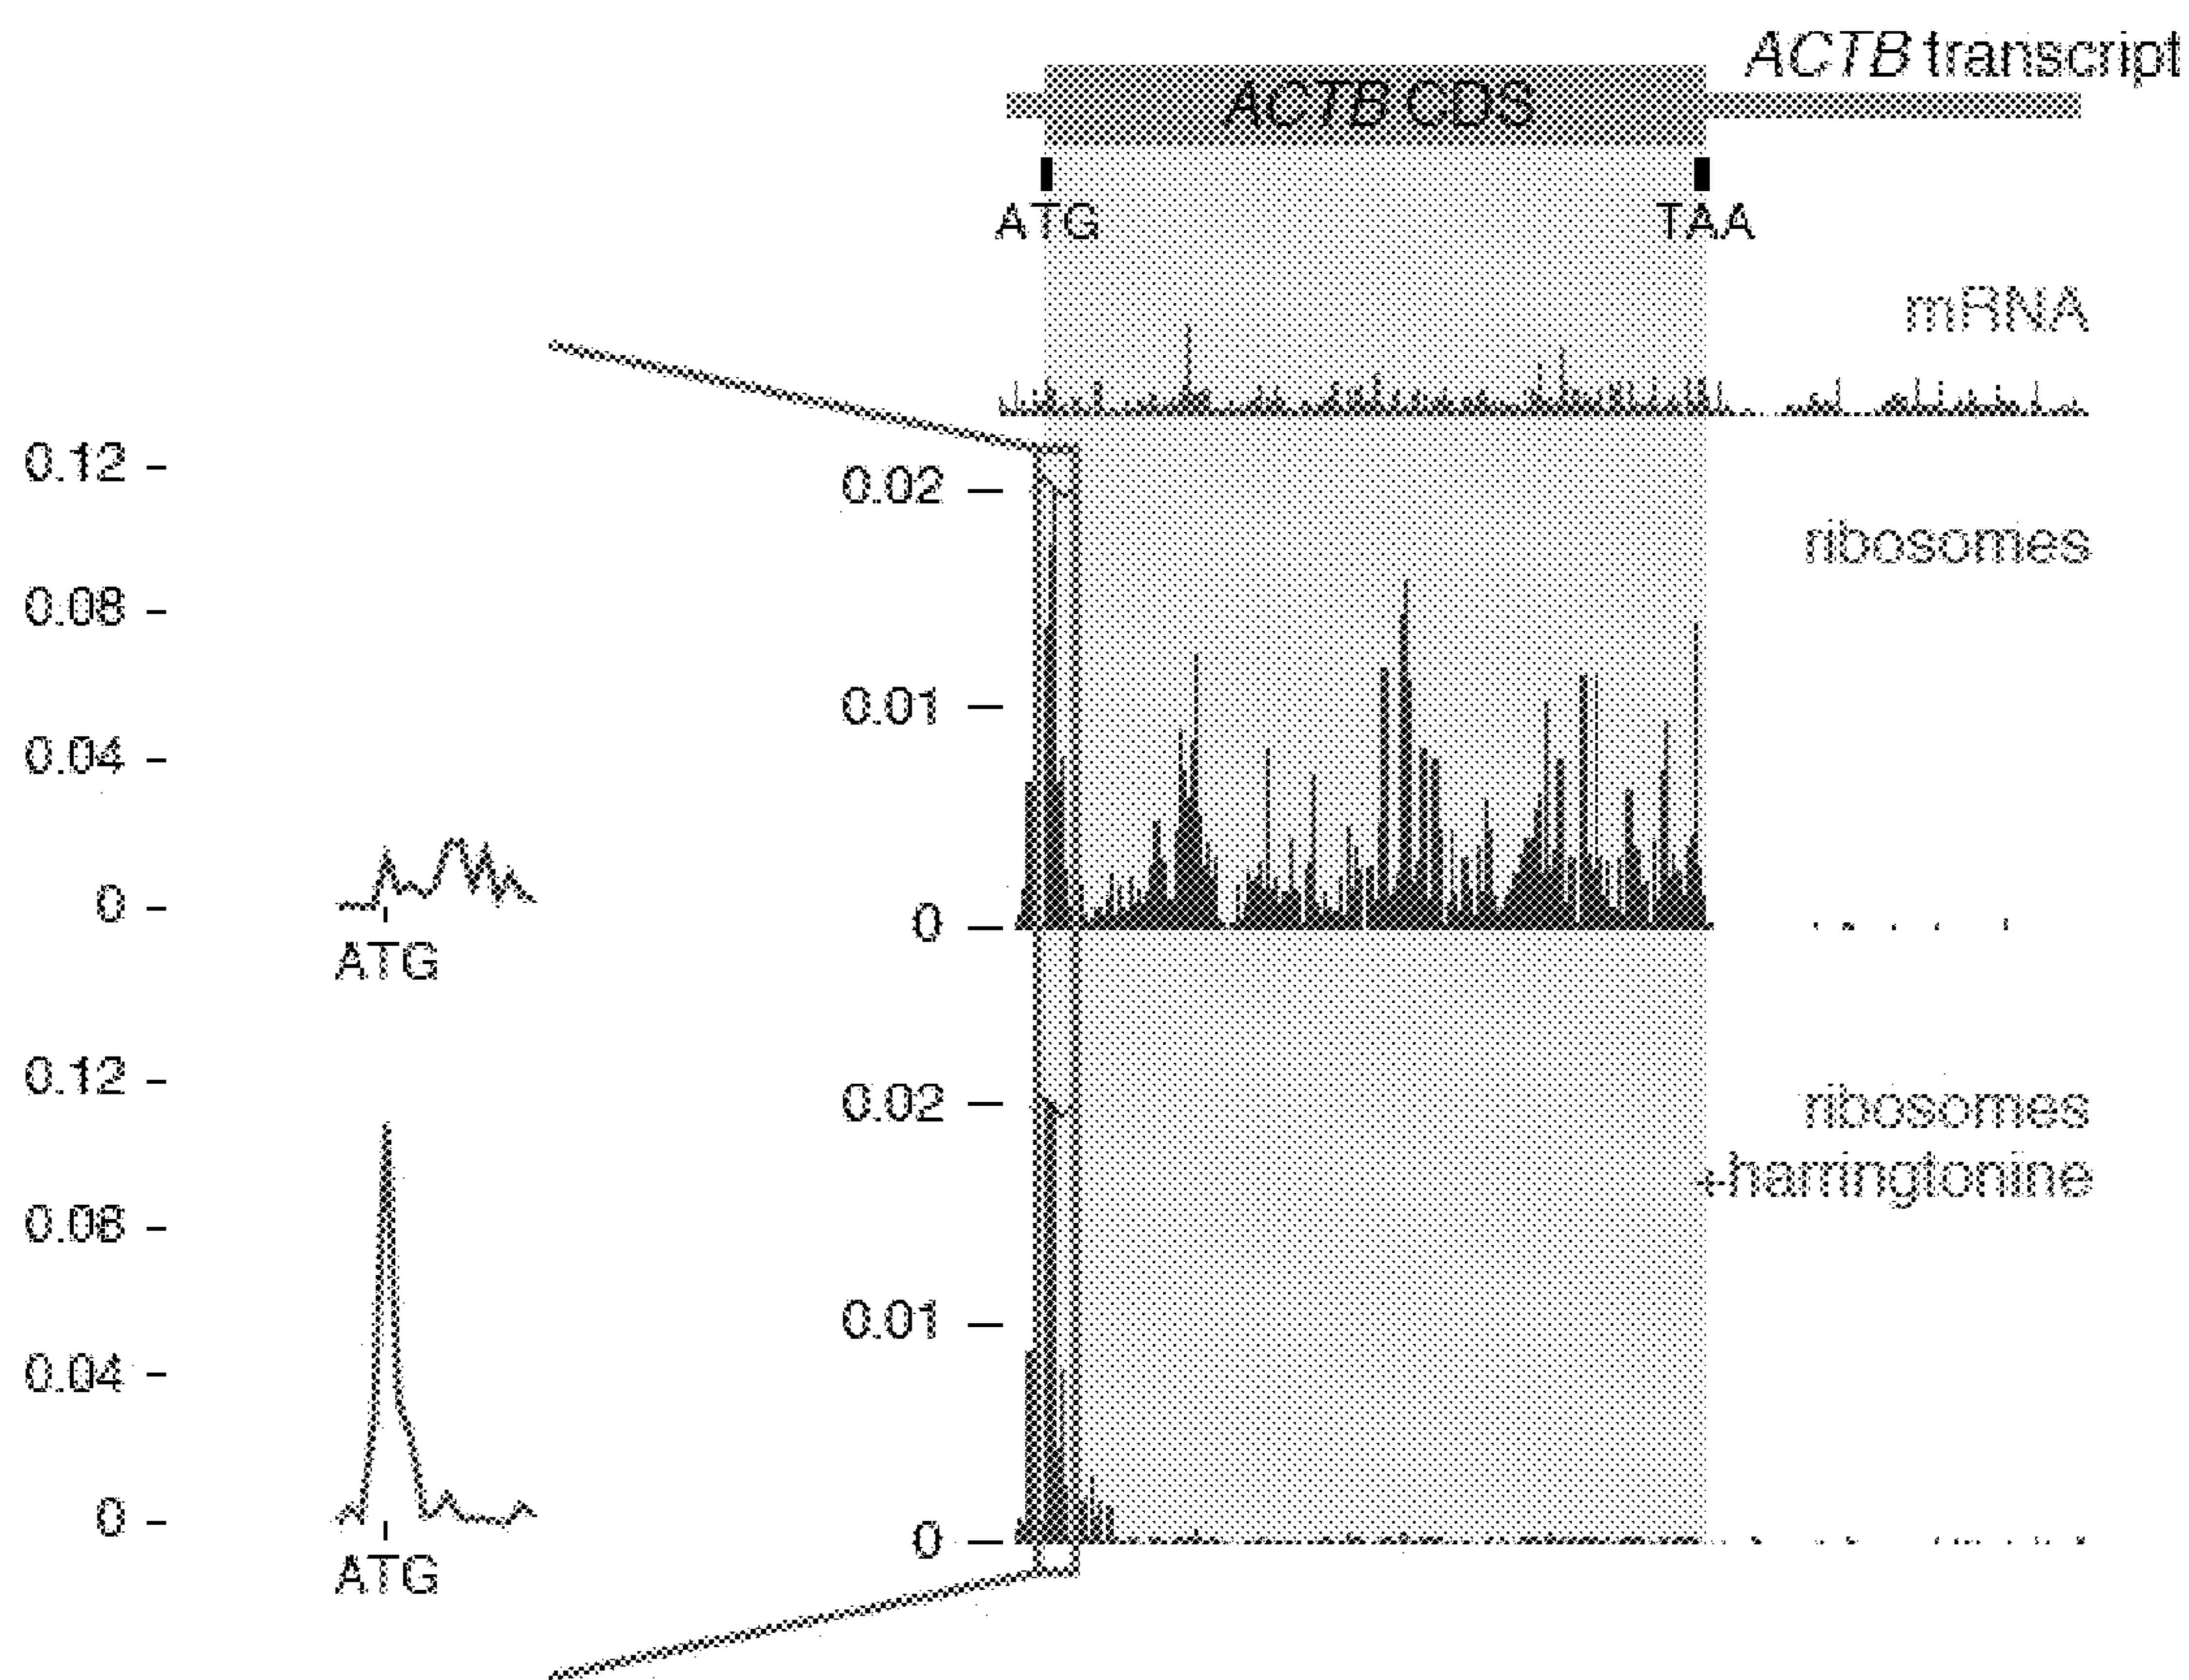 ACTB transcript
ACTB CDS
ATG
TAA
mRNA
0.12
0.08
0.04
0
ATG
0.02
0.01
0
ribosomes
0.12
0.08
0.04
0
ATG
0.02
0.01
0
ribosomes
+harringtonine